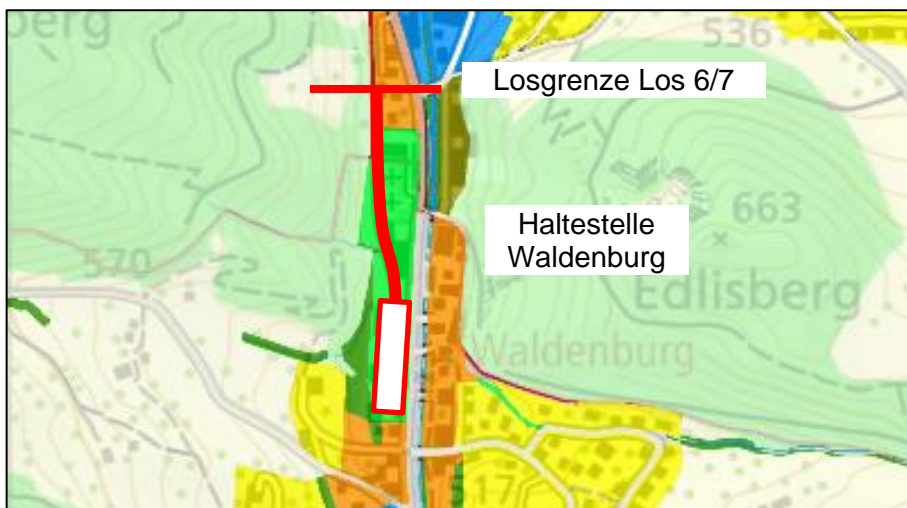 berg
536
Losgrenze Los 6/7
663
Haltestelle
Waldenburg
570
Edlisberg
Waldenburg
517